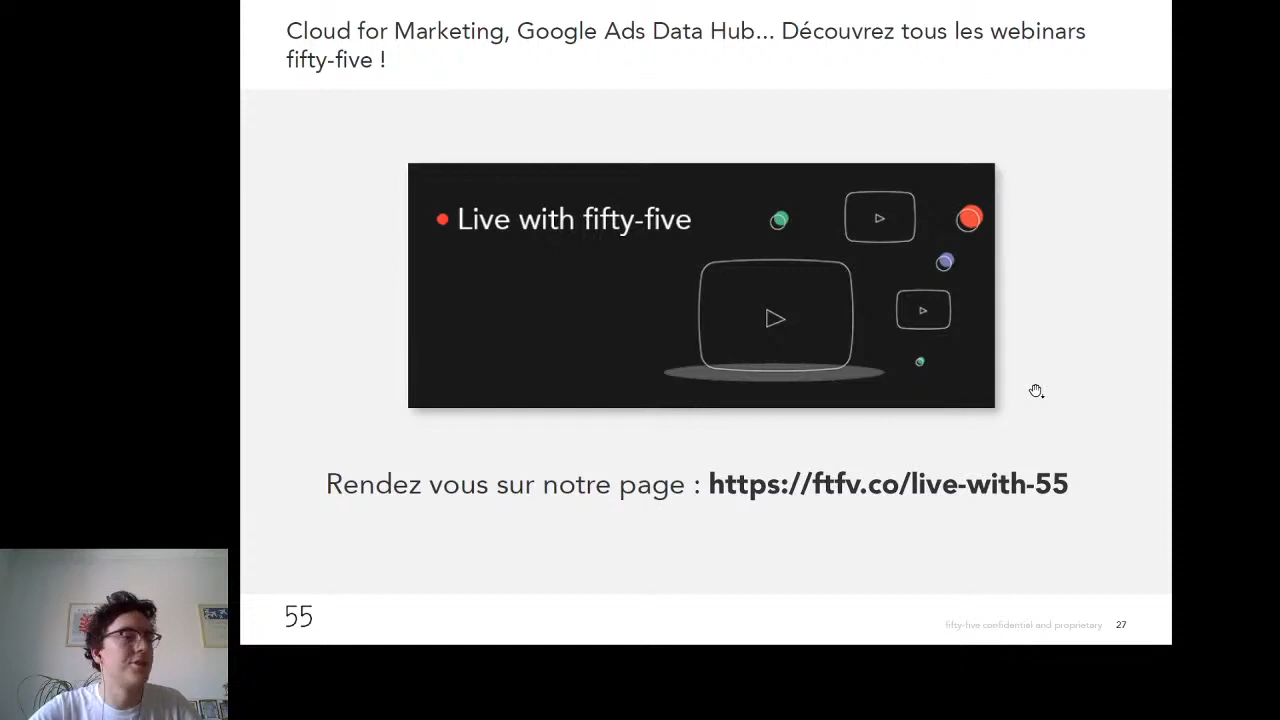 Cloud for Marketing, Google Ads Data Hub... Découvrez tous les webinars
fifty-five !
Live with fifty-five
Rendez vous sur notre page : https://ftfv.co/live-with-55
55
fifty-five confidential and proprietary 27